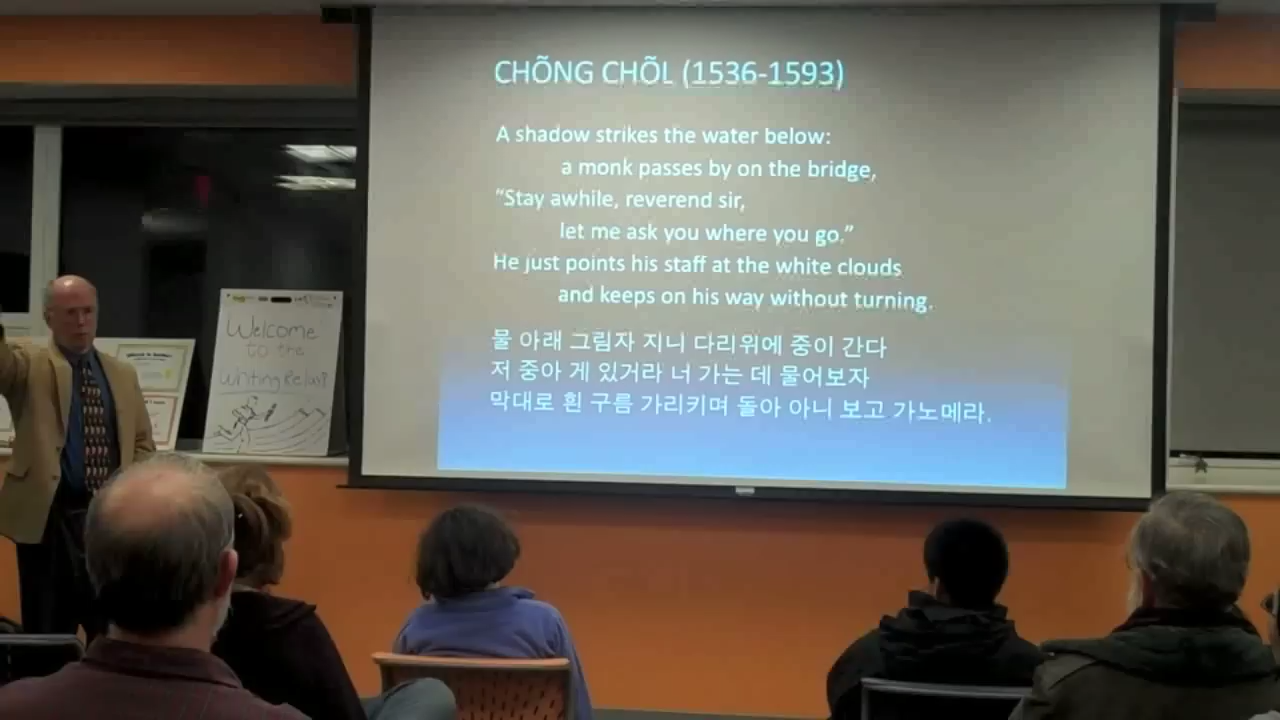 CHÕNG CHÕL (1536-1593)
A shadow strikes the water below:
a monk passes by on the bridge,
“Stay awhile, reverend sir,
let me ask you where you go.”
He just points his staff at the white clouds
and keeps on his way without turning.
물 아래 그림자 지니 다리위에 중이 간다
저 중아 게 있거라 너 가는 데 물어보자
막대로 흰 구름 가리키며 돌아 아니 보고 가노메라.
Welcome
to the
Writing